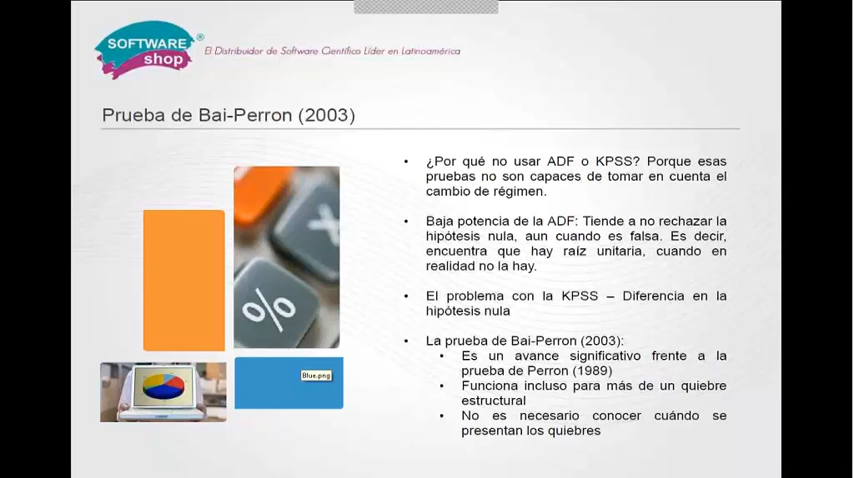 SOFTWARE
shop
®
El Distribuidor de Software Científico Líder en Latinoamérica
Prueba de Bai-Perron (2003)
• ¿Por qué no usar ADF o KPSS? Porque esas
pruebas no son capaces de tomar en cuenta el
cambio de régimen.
• Baja potencia de la ADF: Tiende a no rechazar la
hipótesis nula, aun cuando es falsa. Es decir,
encuentra que hay raíz unitaria, cuando en
realidad no la hay.
• El problema con la KPSS – Diferencia en la
hipótesis nula
• La prueba de Bai-Perron (2003):
• Es un avance significativo frente a la
prueba de Perron (1989)
• Funciona incluso para más de un quiebre
estructural
• No es necesario conocer cuándo se
presentan los quiebres
%
Blue.png